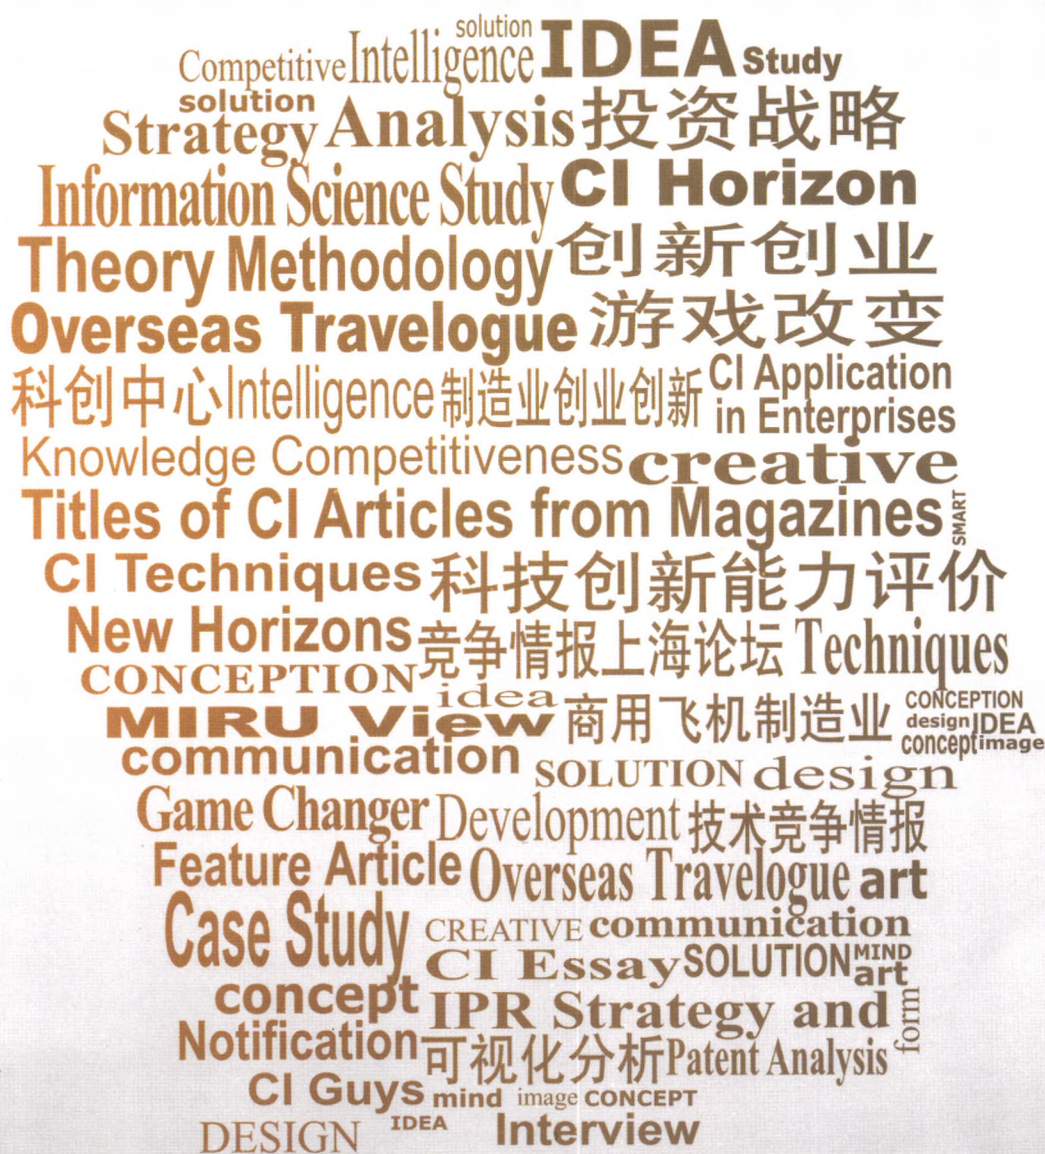 solution
Competitive Intelligence IDEA Study
solution
Strategy Analysis 投资战略
Information Science Study CI Horizon
Theory Methodology 创新创业
Overseas Travelogue 游戏改变
科创中心 Intelligence 制造业创业创新 CI Application
in Enterprises
Knowledge Competitiveness creative
Titles of CI Articles from Magazines SMART
CI Techniques 科技创新能力评价
New Horizons 竞争情报上海论坛 Techniques
CONCEPTION idea
MIRU View 商用飞机制造业 CONCEPTION
design IDEA
concept image
communication SOLUTION design
Game Changer Development 技术竞争情报
Feature Article Overseas Travelogue art
Case Study CREATIVE communication
CI Essay SOLUTION MIND
art
concept IPR Strategy and form
Notification 可视化分析 Patent Analysis
CI Guys mind image CONCEPT
DESIGN IDEA Interview